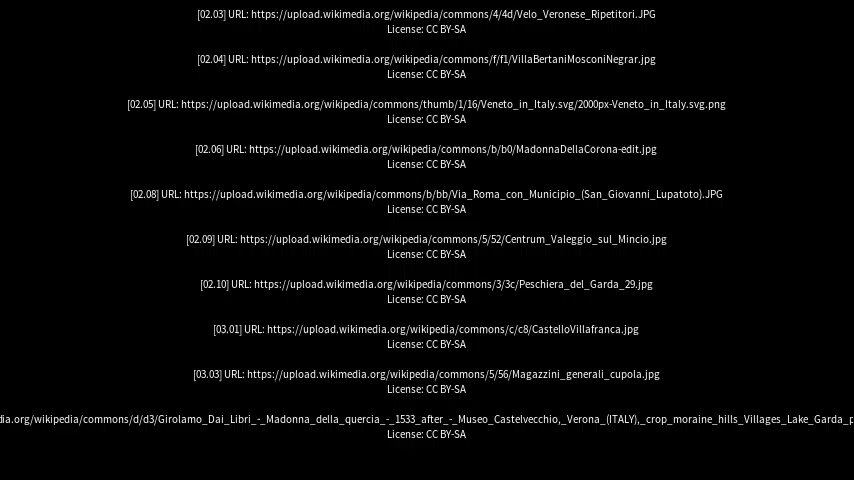 [02.03] URL: https://upload.wikimedia.org/wikipedia/commons/4/4d/Velo_Veronese_Ripetitori.JPG
License: CC BY-SA
[02.04] URL: https://upload.wikimedia.org/wikipedia/commons/f/f1/VillaBertaniMosconiNegrar.jpg
License: CC BY-SA
[02.05] URL: https://upload.wikimedia.org/wikipedia/commons/thumb/1/16/Veneto_in_Italy.svg/2000px-Veneto_in_Italy.svg.png
License: CC BY-SA
[02.06] URL: https://upload.wikimedia.org/wikipedia/commons/b/b0/MadonnaDellaCorona-edit.jpg
License: CC BY-SA
[02.08] URL: https://upload.wikimedia.org/wikipedia/commons/b/bb/Via_Roma_con_Municipio_(San_Giovanni_Lupatoto).JPG
License: CC BY-SA
[02.09] URL: https://upload.wikimedia.org/wikipedia/commons/5/52/Centrum_Valeggio_sul_Mincio.jpg
License: CC BY-SA
[02.10] URL: https://upload.wikimedia.org/wikipedia/commons/3/3c/Peschiera_del_Garda_29.jpg
License: CC BY-SA
[03.01] URL: https://upload.wikimedia.org/wikipedia/commons/c/c8/CastelloVillafranca.jpg
License: CC BY-SA
[03.03] URL: https://upload.wikimedia.org/wikipedia/commons/5/56/Magazzini_generali_cupola.jpg
License: CC BY-SA
dia.org/wikipedia/commons/d/d3/Girolamo_Dai_Libri_-_Madonna_della_quercia_-_1533_after_-_Museo_Castelvecchio,_Verona_(ITALY),_crop_moraine_hills_Villages_Lake_Garda_p
License: CC BY-SA